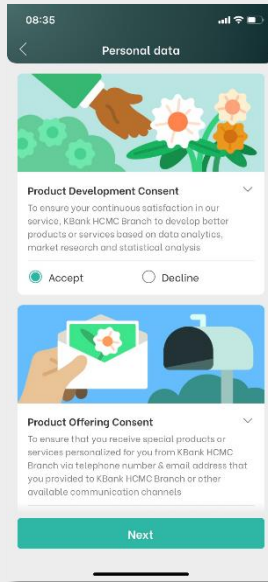 08:35
Personal data
Product Development Consent
To ensure your continuous satisfaction in our
service, KBank HCMC Branch to develop better
products or services based on data analytics,
market research and statistical analysis
Accept
Decline
Product Offering Consent
To ensure that you receive special products or
services personalized for you from KBank HCMC
Branch via telephone number & email address that
you provided to KBank HCMC Branch or other
available communication channels
Next